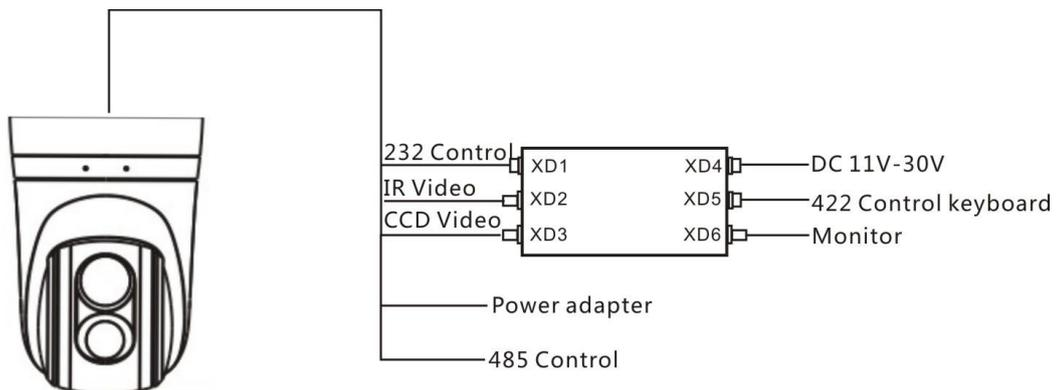 232 Control
IR Video
CCD Video
XD1
XD2
XD3
XD4
XD5
XD6
DC 11V-30V
422 Control keyboard
Monitor
Power adapter
485 Control